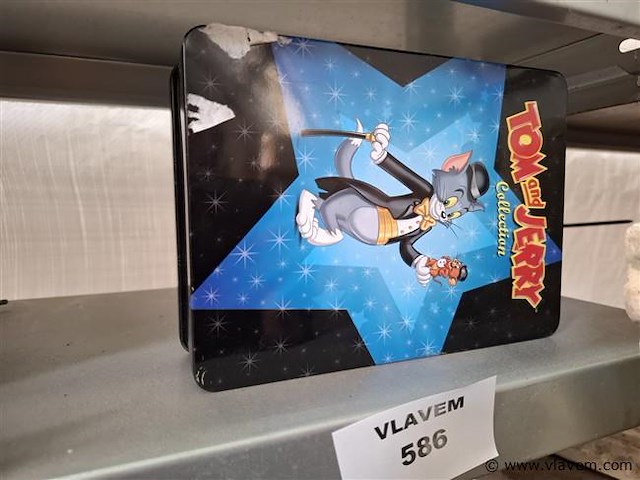 TOM and JERRY
Collection
VLAVEM
586
© www.vlavem.com